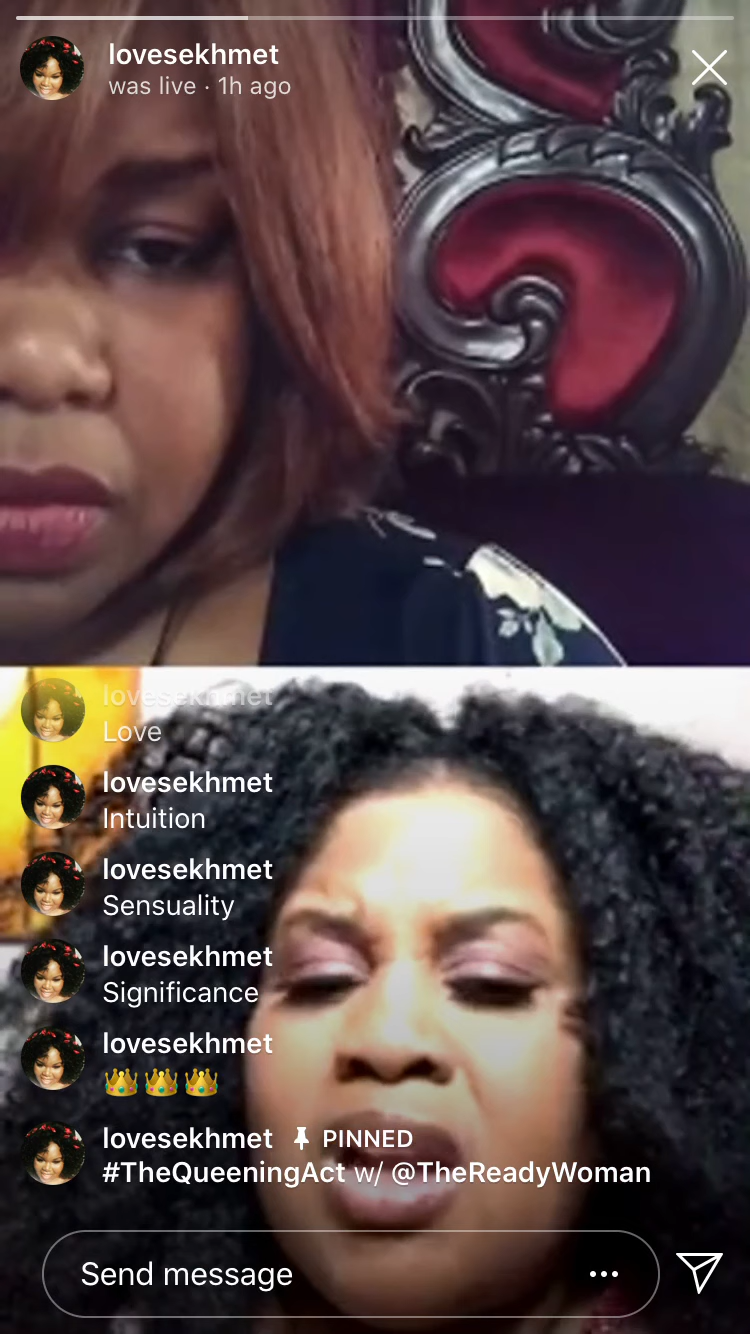 lovesekhmet
was live · 1h ago
lovesekhmet
Love
lovesekhmet
Intuition
lovesekhmet
Sensuality
lovesekhmet
Significance
lovesekhmet
👑👑👑
lovesekhmet PINNED
#TheQueeningAct w/ @TheReadyWoman
Send message